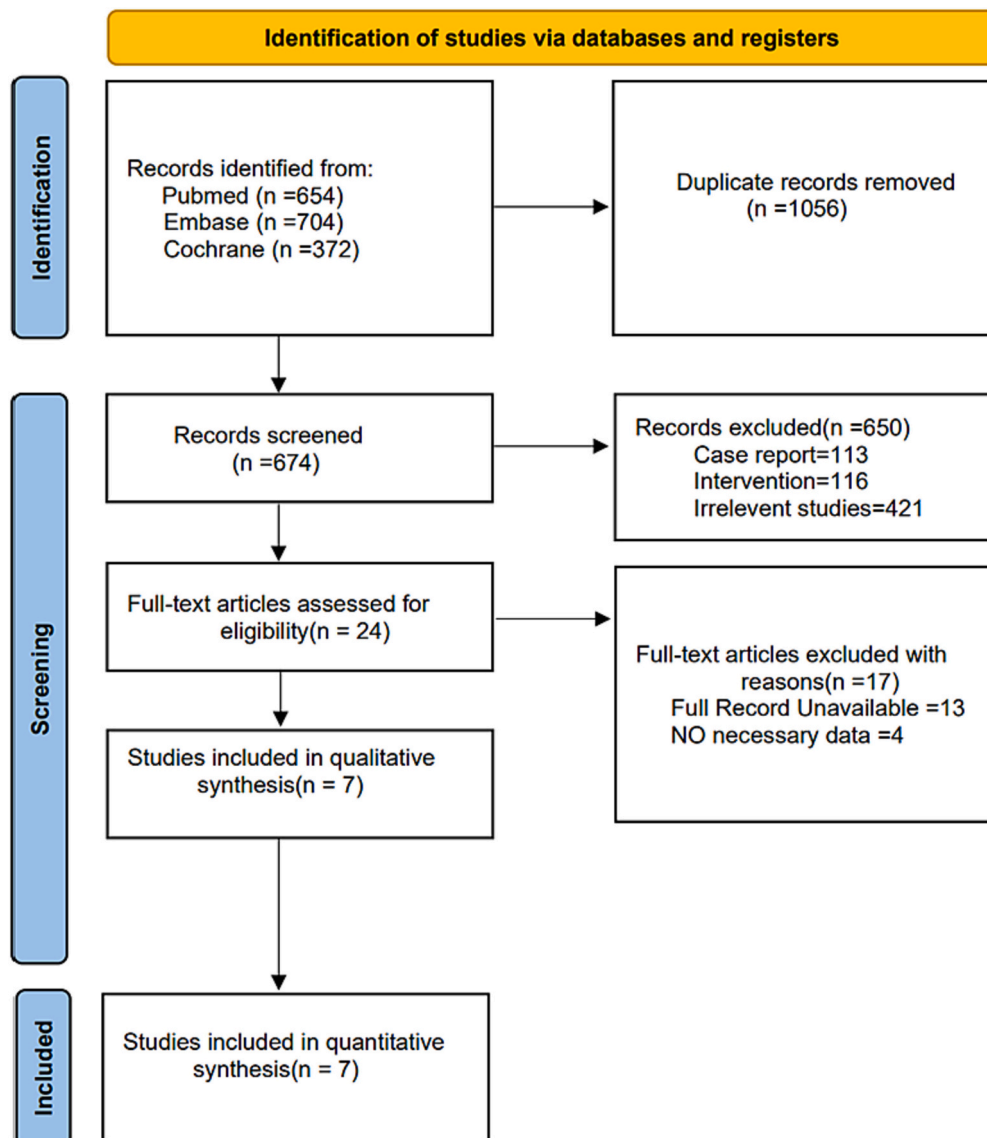 Identification of studies via databases and registers
Identification
Records identified from:
Pubmed (n =654)
Embase (n =704)
Cochrane (n =372)
Duplicate records removed
(n =1056)
Screening
Records screened
(n =674)
Records excluded(n =650)
Case report=113
Intervention=116
Irrelevent studies=421
Full-text articles assessed for
eligibility(n = 24)
Full-text articles excluded with
reasons(n =17)
Full Record Unavailable =13
NO necessary data =4
Studies included in qualitative
synthesis(n = 7)
Included
Studies included in quantitative
synthesis(n = 7)